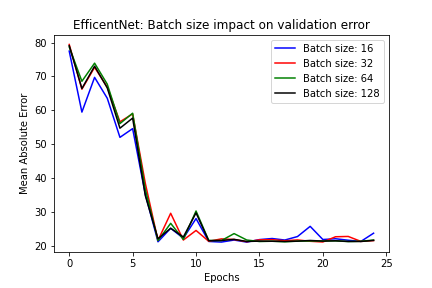 EfficentNet: Batch size impact on validation error
Batch size: 16
Batch size: 32
Batch size: 64
Batch size: 128
Mean Absolute Error
80
70
60
50
40
30
20
0 5 10 15 20 25
Epochs